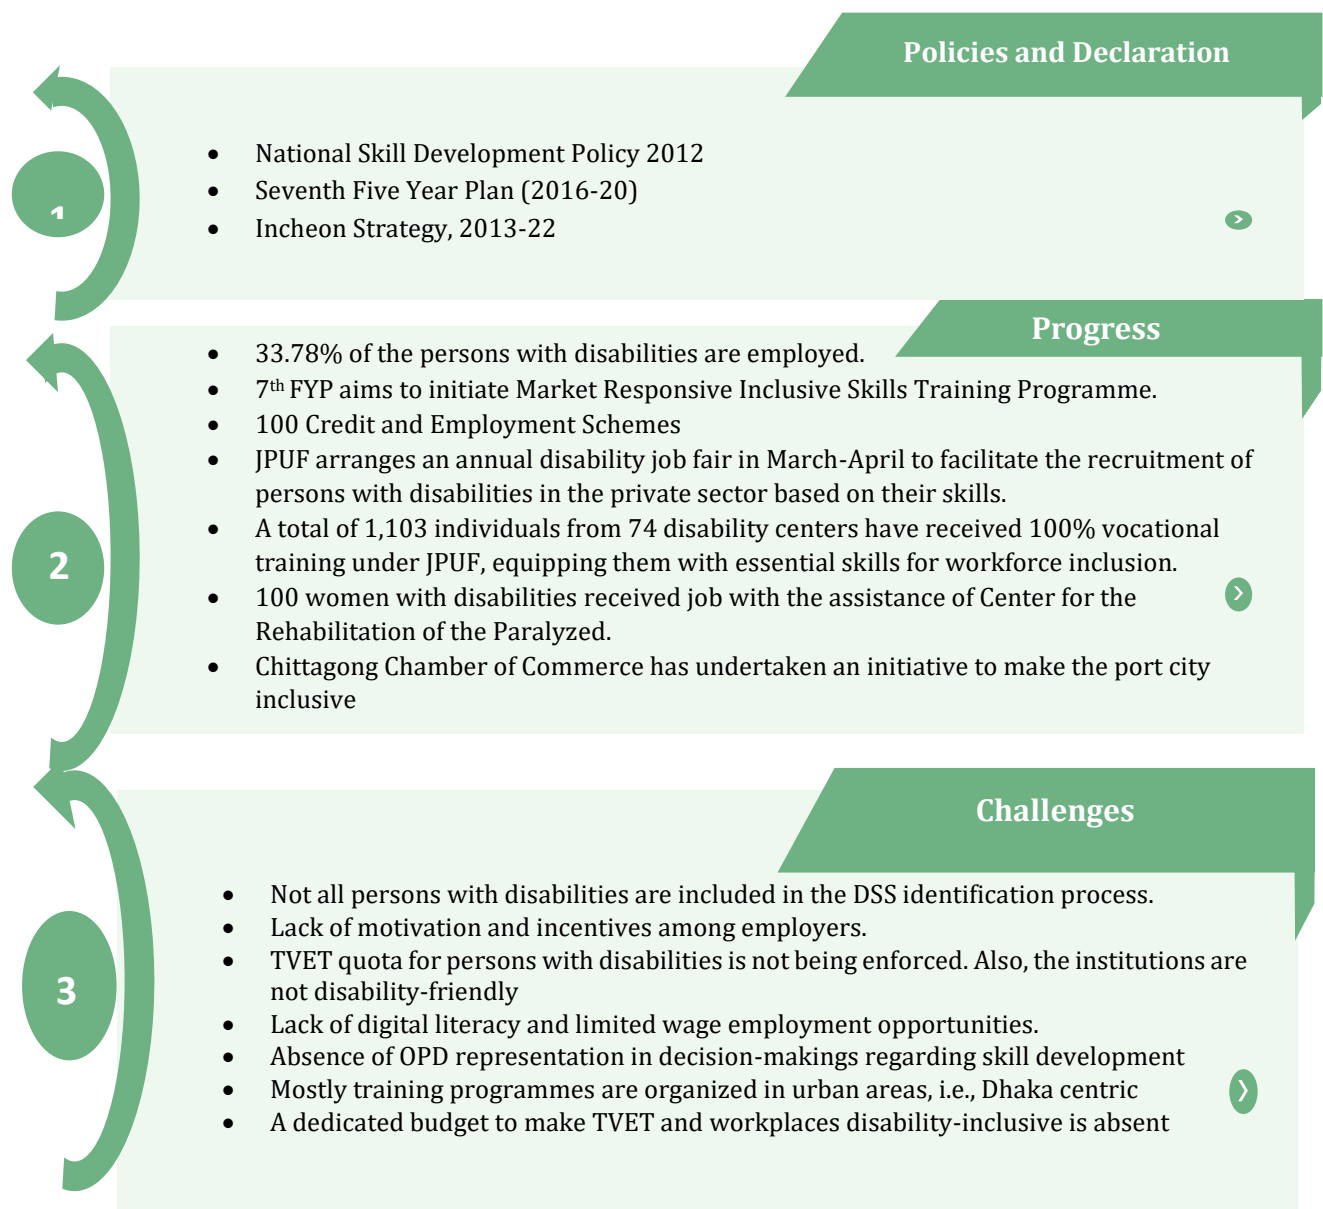 Policies and Declaration
1
• National Skill Development Policy 2012
• Seventh Five Year Plan (2016-20)
• Incheon Strategy, 2013-22
Progress
2
• 33.78% of the persons with disabilities are employed.
• 7th FYP aims to initiate Market Responsive Inclusive Skills Training Programme.
• 100 Credit and Employment Schemes
• JPUF arranges an annual disability job fair in March-April to facilitate the recruitment of
persons with disabilities in the private sector based on their skills.
• A total of 1,103 individuals from 74 disability centers have received 100% vocational
training under JPUF, equipping them with essential skills for workforce inclusion.
• 100 women with disabilities received job with the assistance of Center for the
Rehabilitation of the Paralyzed.
• Chittagong Chamber of Commerce has undertaken an initiative to make the port city
inclusive
Challenges
3
• Not all persons with disabilities are included in the DSS identification process.
• Lack of motivation and incentives among employers.
• TVET quota for persons with disabilities is not being enforced. Also, the institutions are
not disability-friendly
• Lack of digital literacy and limited wage employment opportunities.
• Absence of OPD representation in decision-makings regarding skill development
• Mostly training programmes are organized in urban areas, i.e., Dhaka centric
• A dedicated budget to make TVET and workplaces disability-inclusive is absent